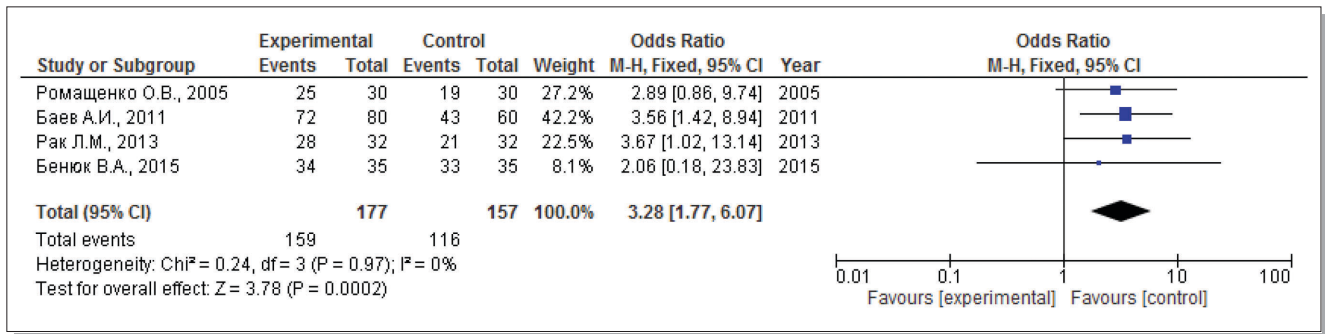 Experimental Control Odds Ratio Odds Ratio
Study or Subgroup Events Total Events Total Weight M-H, Fixed, 95% CI Year M-H, Fixed, 95% CI
Ромащенко О.В., 2005 25 30 19 30 27.2% 2.89 [0.86, 9.74] 2005
Баев А.И., 2011 72 80 43 60 42.2% 3.56 [1.42, 8.94] 2011
Рак Л.М., 2013 28 32 21 32 22.5% 3.67 [1.02, 13.14] 2013
Бенюк В.А., 2015 34 35 33 35 8.1% 2.06 [0.18, 23.83] 2015
Total (95% CI) 177 157 100.0% 3.28 [1.77, 6.07]
Total events 159 116
Heterogeneity: Chi² = 0.24, df = 3 (P = 0.97); I² = 0%
Test for overall effect: Z = 3.78 (P = 0.0002)
0.01 0.1 1 10 100
Favours [experimental] Favours [control]